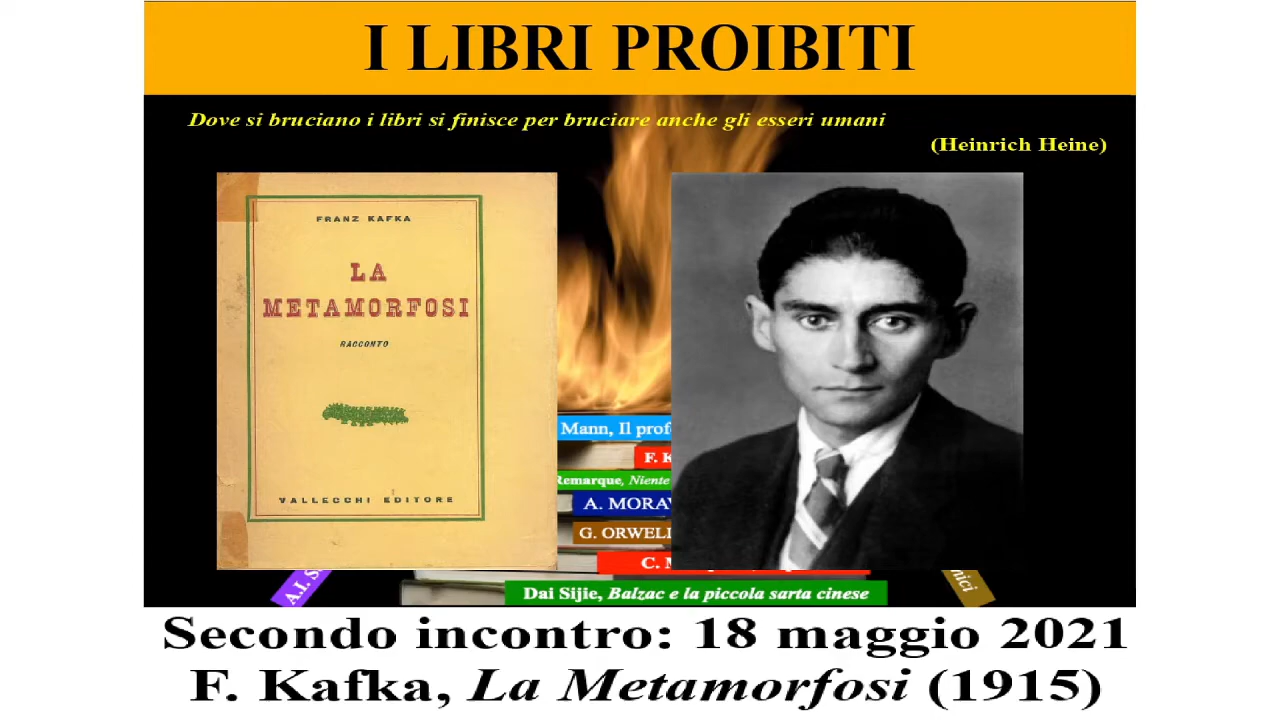 I LIBRI PROIBITI
Dove si bruciano i libri si finisce per bruciare anche gli esseri umani
(Heinrich Heine)
FRANZ KAFKA
LA
METAMORFOSI
RACCONTO
VALLECCHI EDITORE
Mann, Il prof
F. K
Remarque, Niente
A. MORAV
G. ORWELL
C. M
A.I. S
nici
Dai Sijie, Balzac e la piccola sarta cinese
Secondo incontro: 18 maggio 2021
F. Kafka, La Metamorfosi (1915)